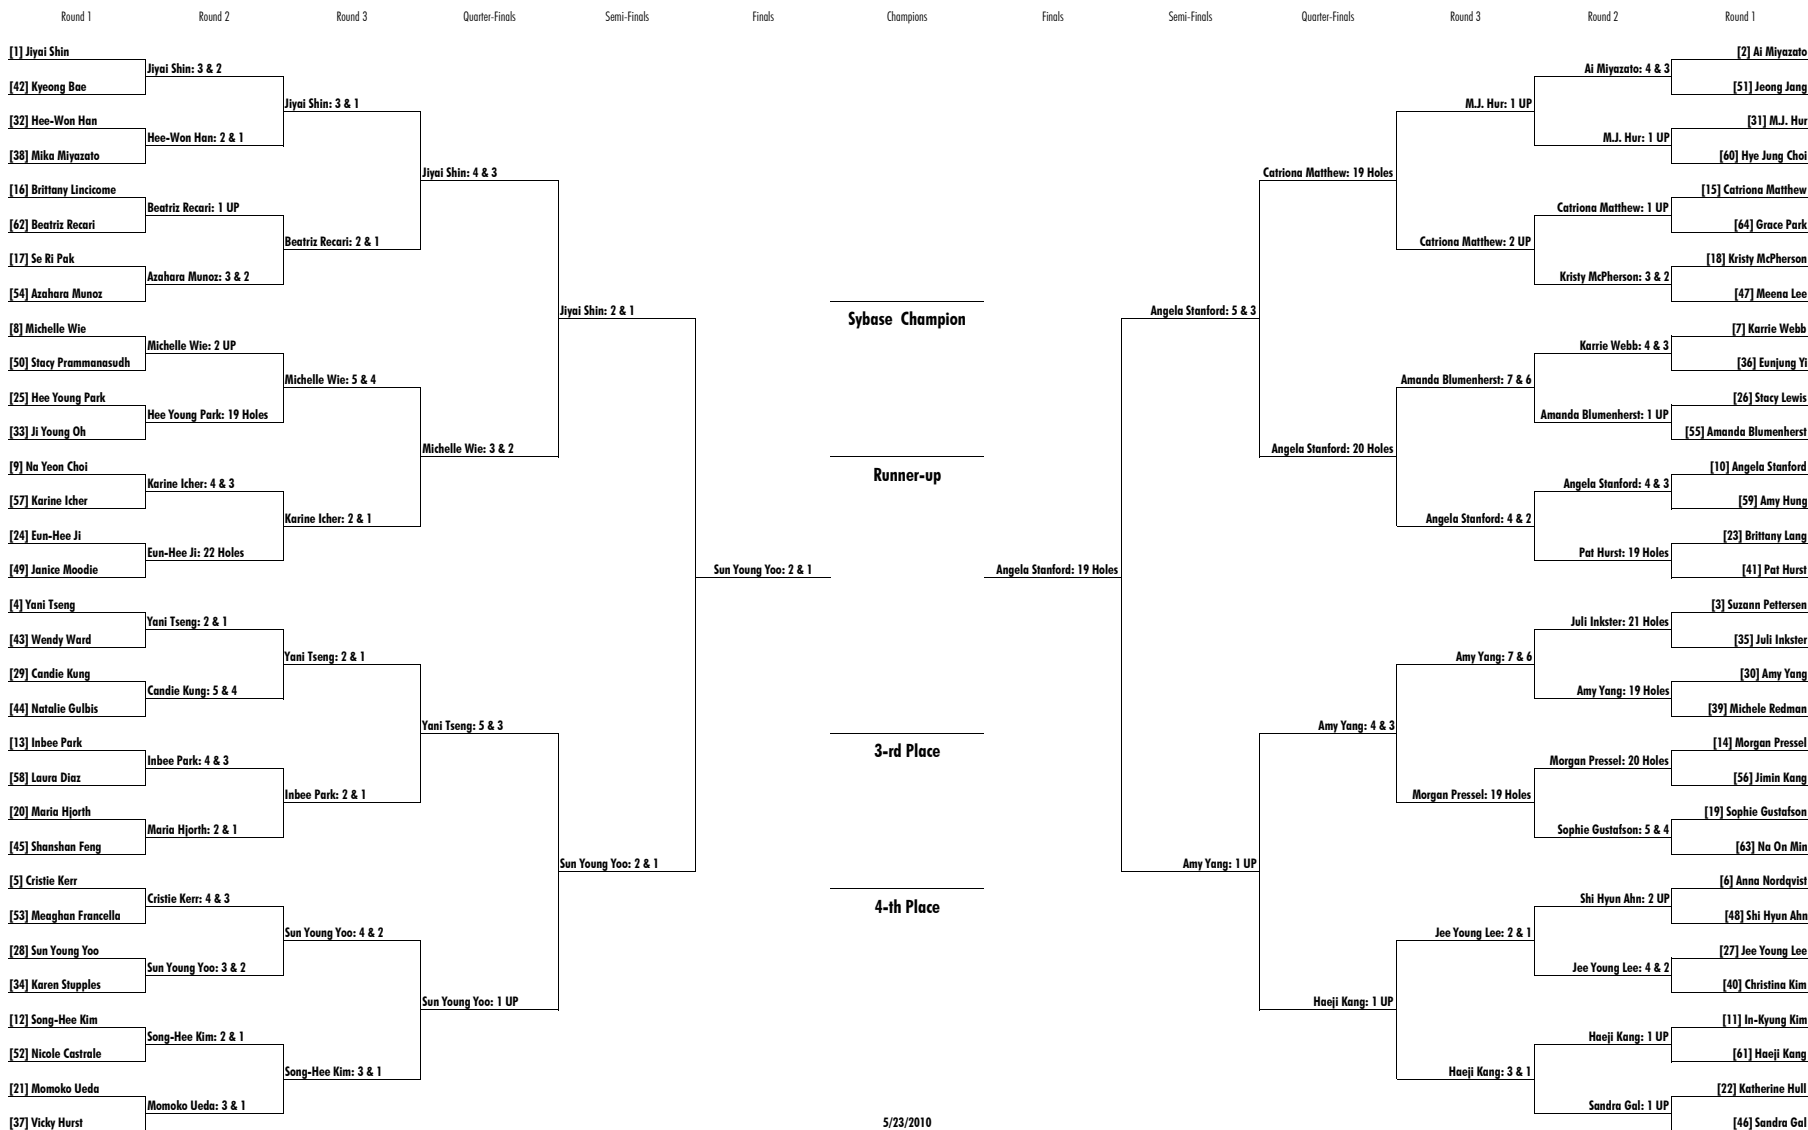 Round 1 Round 2 Round 3 Quarter-Finals Semi-Finals Finals Champions Finals Semi-Finals Quarter-Finals Round 3 Round 2 Round 1
[1] Jiyai Shin [2] Ai Miyazato
Jiyai Shin: 3 & 2 Ai Miyazato: 4 & 3
[42] Kyeong Bae [51] Jeong Jang
Jiyai Shin: 3 & 1 M.J. Hur: 1 UP
[32] Hee-Won Han [31] M.J. Hur
Hee-Won Han: 2 & 1 M.J. Hur: 1 UP
[38] Mika Miyazato [60] Hye Jung Choi
Jiyai Shin: 4 & 3 Catriona Matthew: 19 Holes
[16] Brittany Lincicome [15] Catriona Matthew
Beatriz Recari: 1 UP Catriona Matthew: 1 UP
[62] Beatriz Recari [64] Grace Park
Beatriz Recari: 2 & 1 Catriona Matthew: 2 UP
[17] Se Ri Pak [18] Kristy McPherson
Azahara Munoz: 3 & 2 Kristy McPherson: 3 & 2
[54] Azahara Munoz [47] Meena Lee
Jiyai Shin: 2 & 1 Sybase Champion Angela Stanford: 5 & 3
[8] Michelle Wie [7] Karrie Webb
Michelle Wie: 2 UP Karrie Webb: 4 & 3
[50] Stacy Prammanasudh [36] Eunjung Yi
Michelle Wie: 5 & 4 Amanda Blumenherst: 7 & 6
[25] Hee Young Park [26] Stacy Lewis
Hee Young Park: 19 Holes Amanda Blumenherst: 1 UP
[33] Ji Young Oh [55] Amanda Blumenherst
Michelle Wie: 3 & 2 Angela Stanford: 20 Holes
[9] Na Yeon Choi Runner-up [10] Angela Stanford
Karine Icher: 4 & 3 Angela Stanford: 4 & 3
[57] Karine Icher [59] Amy Hung
Karine Icher: 2 & 1 Angela Stanford: 4 & 2
[24] Eun-Hee Ji [23] Brittany Lang
Eun-Hee Ji: 22 Holes Pat Hurst: 19 Holes
[49] Janice Moodie Sun Young Yoo: 2 & 1 Angela Stanford: 19 Holes [41] Pat Hurst
[4] Yani Tseng [3] Suzann Pettersen
Yani Tseng: 2 & 1 Juli Inkster: 21 Holes
[43] Wendy Ward [35] Juli Inkster
Yani Tseng: 2 & 1 Amy Yang: 7 & 6
[29] Candie Kung [30] Amy Yang
Candie Kung: 5 & 4 Amy Yang: 19 Holes
[44] Natalie Gulbis [39] Michele Redman
Yani Tseng: 5 & 3 Amy Yang: 4 & 3
[13] Inbee Park 3-rd Place [14] Morgan Pressel
Inbee Park: 4 & 3 Morgan Pressel: 20 Holes
[58] Laura Diaz [56] Jimin Kang
Inbee Park: 2 & 1 Morgan Pressel: 19 Holes
[20] Maria Hjorth [19] Sophie Gustafson
Maria Hjorth: 2 & 1 Sophie Gustafson: 5 & 4
[45] Shanshan Feng [63] Na On Min
Sun Young Yoo: 2 & 1 Amy Yang: 1 UP
[5] Cristie Kerr [6] Anna Nordqvist
Cristie Kerr: 4 & 3 4-th Place Shi Hyun Ahn: 2 UP
[53] Meaghan Francella [48] Shi Hyun Ahn
Sun Young Yoo: 4 & 2 Jee Young Lee: 2 & 1
[28] Sun Young Yoo [27] Jee Young Lee
Sun Young Yoo: 3 & 2 Jee Young Lee: 4 & 2
[34] Karen Stupples [40] Christina Kim
Sun Young Yoo: 1 UP Haeji Kang: 1 UP
[12] Song-Hee Kim [11] In-Kyung Kim
Song-Hee Kim: 2 & 1 Haeji Kang: 1 UP
[52] Nicole Castrale [61] Haeji Kang
Song-Hee Kim: 3 & 1 Haeji Kang: 3 & 1
[21] Momoko Ueda [22] Katherine Hull
Momoko Ueda: 3 & 1 Sandra Gal: 1 UP
[37] Vicky Hurst 5/23/2010 [46] Sandra Gal